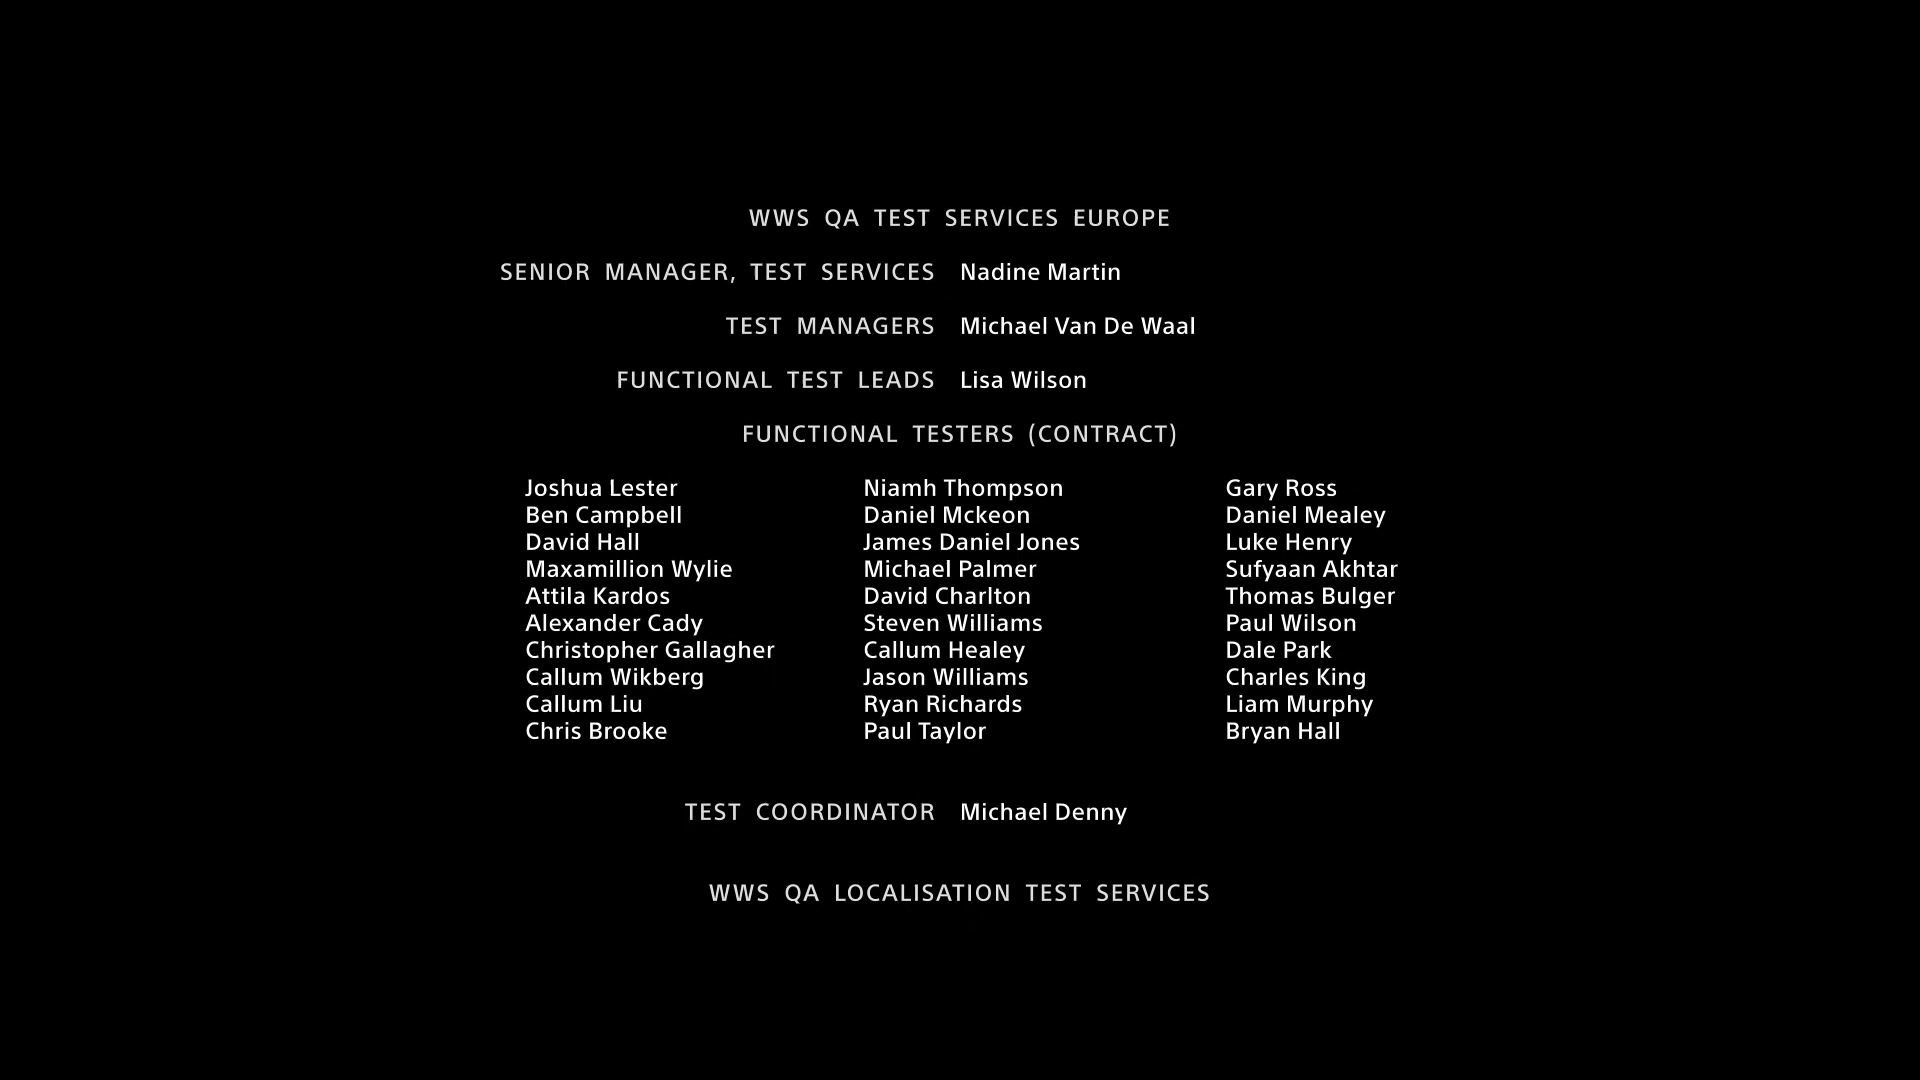 WWS QA TEST SERVICES EUROPE
SENIOR MANAGER, TEST SERVICES Nadine Martin
TEST MANAGERS Michael Van De Waal
FUNCTIONAL TEST LEADS Lisa Wilson
FUNCTIONAL TESTERS (CONTRACT)
Joshua Lester Niamh Thompson Gary Ross
Ben Campbell Daniel Mckeon Daniel Mealey
David Hall James Daniel Jones Luke Henry
Maxamillion Wylie Michael Palmer Sufyaan Akhtar
Attila Kardos David Charlton Thomas Bulger
Alexander Cady Steven Williams Paul Wilson
Christopher Gallagher Callum Healey Dale Park
Callum Wikberg Jason Williams Charles King
Callum Liu Ryan Richards Liam Murphy
Chris Brooke Paul Taylor Bryan Hall
TEST COORDINATOR Michael Denny
WWS QA LOCALISATION TEST SERVICES